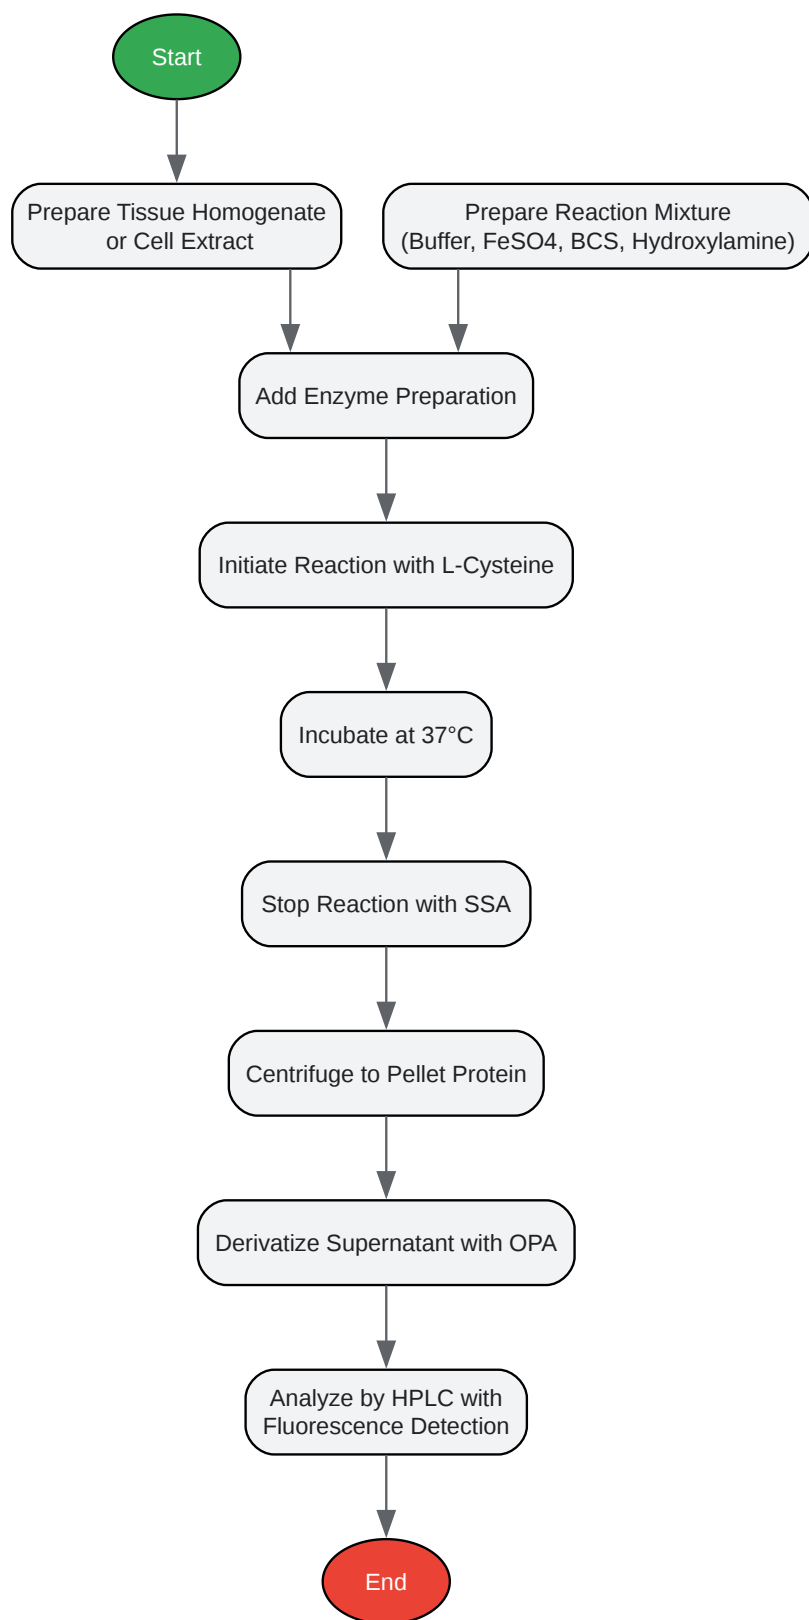 Start
Prepare Tissue Homogenate
or Cell Extract
Prepare Reaction Mixture
(Buffer, FeSO4, BCS, Hydroxylamine)
Add Enzyme Preparation
Initiate Reaction with L-Cysteine
Incubate at 37°C
Stop Reaction with SSA
Centrifuge to Pellet Protein
Derivatize Supernatant with OPA
Analyze by HPLC with
Fluorescence Detection
End